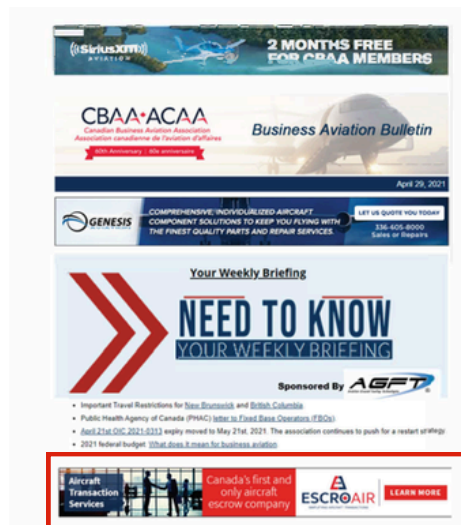 ((SiriusXM))
AVIATION
2 MONTHS FREE
FOR CBAA MEMBERS
CBAA•ACAA
Canadian Business Aviation Association
Association canadienne de l'aviation d'affaires
60th Anniversary | 60e anniversaire
Business Aviation Bulletin
April 29, 2021
GENESIS
AVIATION
COMPREHENSIVE, INDIVIDUALIZED AIRCRAFT
COMPONENT SOLUTIONS TO KEEP YOU FLYING WITH
THE FINEST QUALITY PARTS AND REPAIR SERVICES.
LET US QUOTE YOU TODAY
336-605-8000
Sales or Repairs
Your Weekly Briefing
NEED TO KNOW
YOUR WEEKLY BRIEFING
Sponsored By AGFT
• Important Travel Restrictions for New Brunswick and British Columbia.
• Public Health Agency of Canada (PHAC) letter to Fixed Base Operators (FBOs)
• April 21st OIC 2021-0313 expiry moved to May 21st, 2021. The association continues to push for a restart strategy
• 2021 federal budget: What does it mean for business aviation
Aircraft
Transaction
Services
Canada's first and
only aircraft
escrow company
ESCROAIR
LEARN MORE